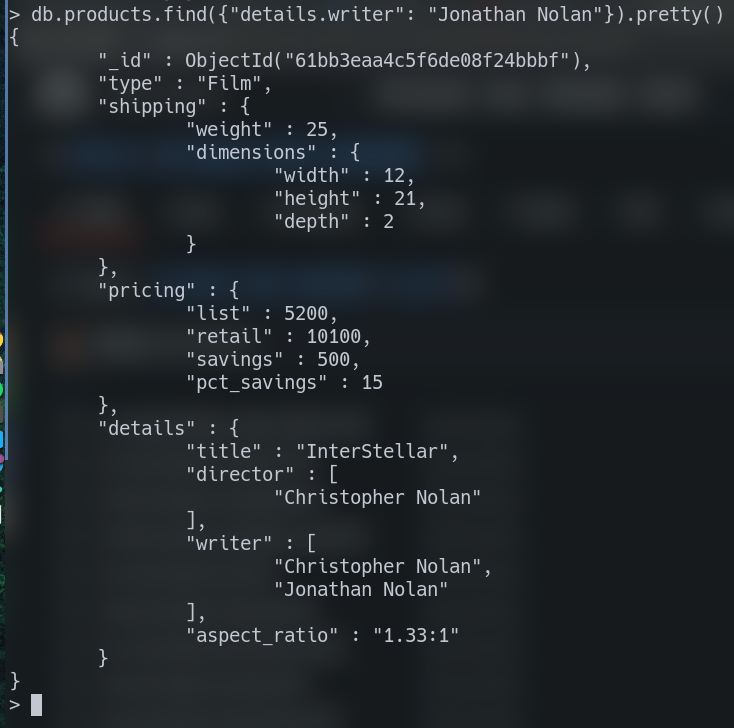 > db.products.find({"details.writer": "Jonathan Nolan"}).pretty()
{
        "_id" : ObjectId("61bb3eaa4c5f6de08f24bbbf"),
        "type" : "Film",
        "shipping" : {
                "weight" : 25,
                "dimensions" : {
                        "width" : 12,
                        "height" : 21,
                        "depth" : 2
                }
        },
        "pricing" : {
                "list" : 5200,
                "retail" : 10100,
                "savings" : 500,
                "pct_savings" : 15
        },
        "details" : {
                "title" : "InterStellar",
                "director" : [
                        "Christopher Nolan"
                ],
                "writer" : [
                        "Christopher Nolan",
                        "Jonathan Nolan"
                ],
                "aspect_ratio" : "1.33:1"
        }
}
>